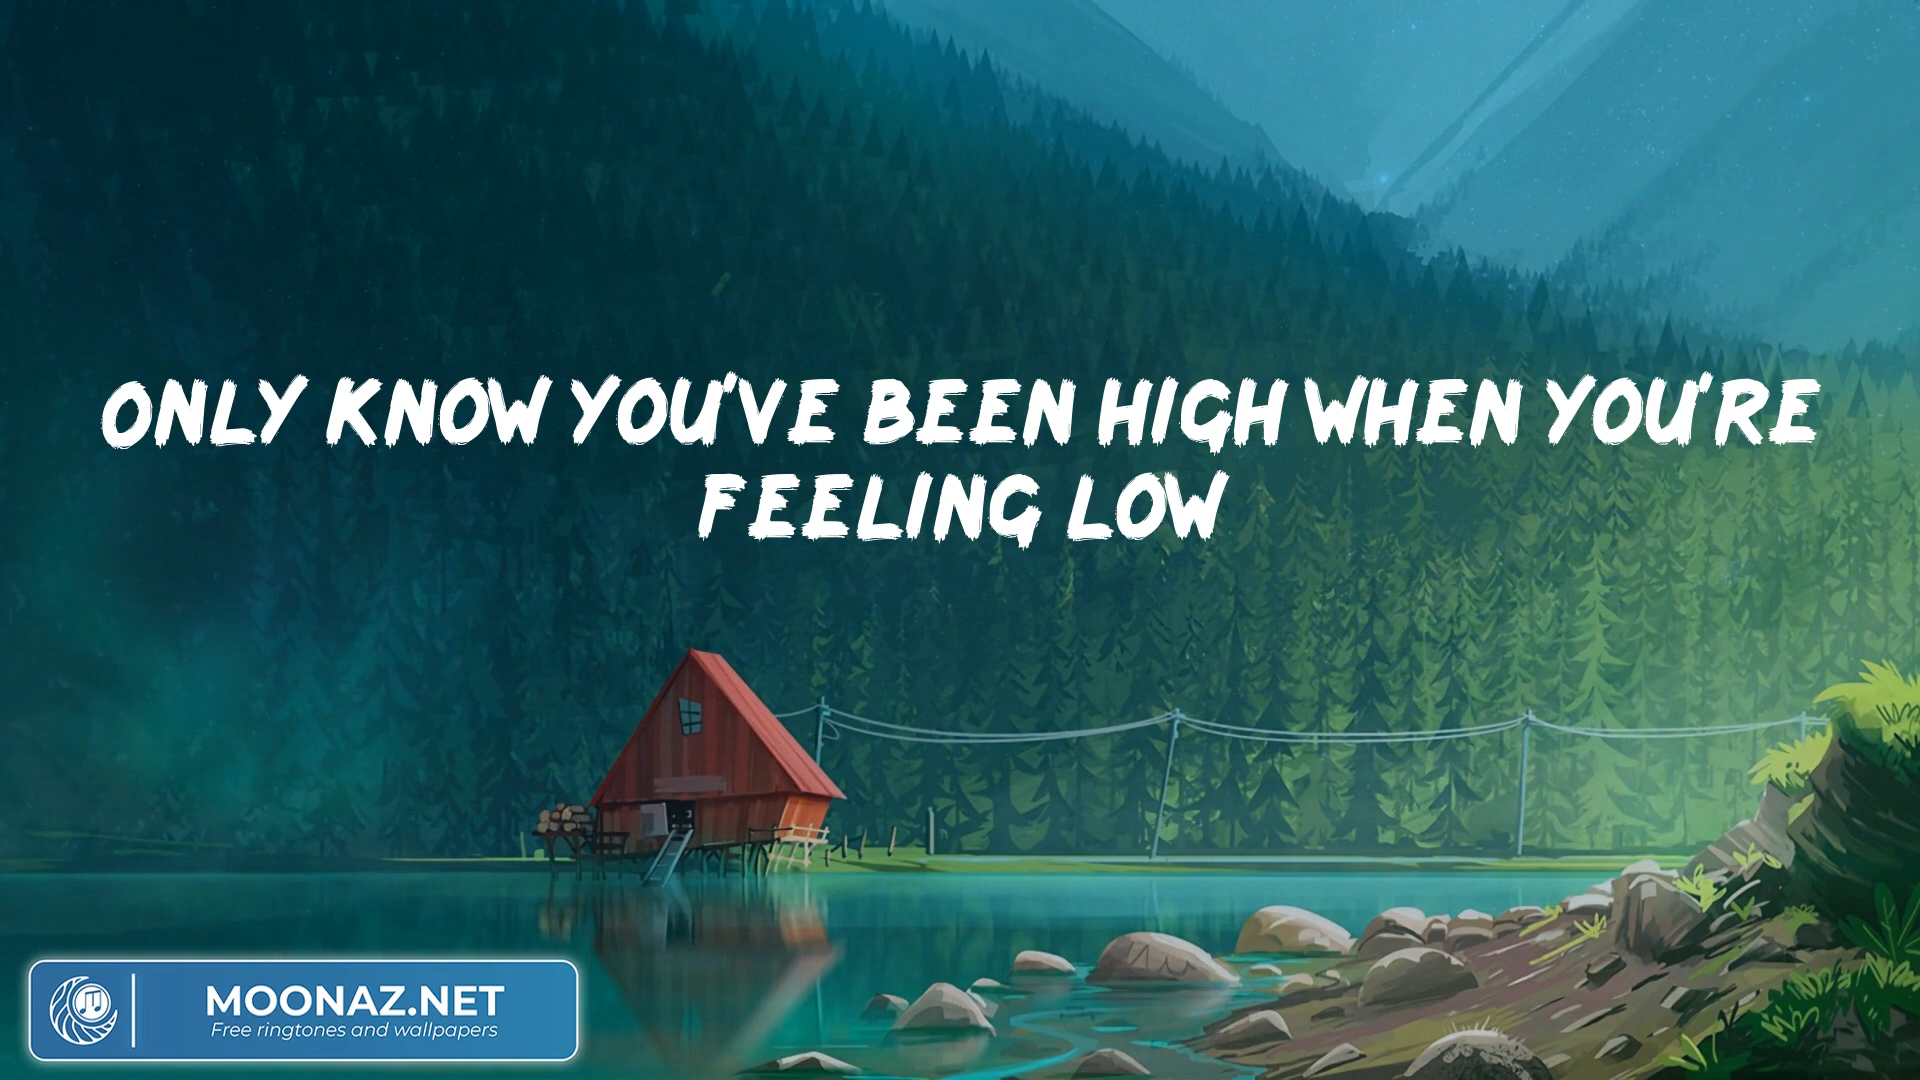 ONLY KNOW YOU'VE BEEN HIGH WHEN YOU'RE
FEELING LOW
MOONAZ.NET
Free ringtones and wallpapers